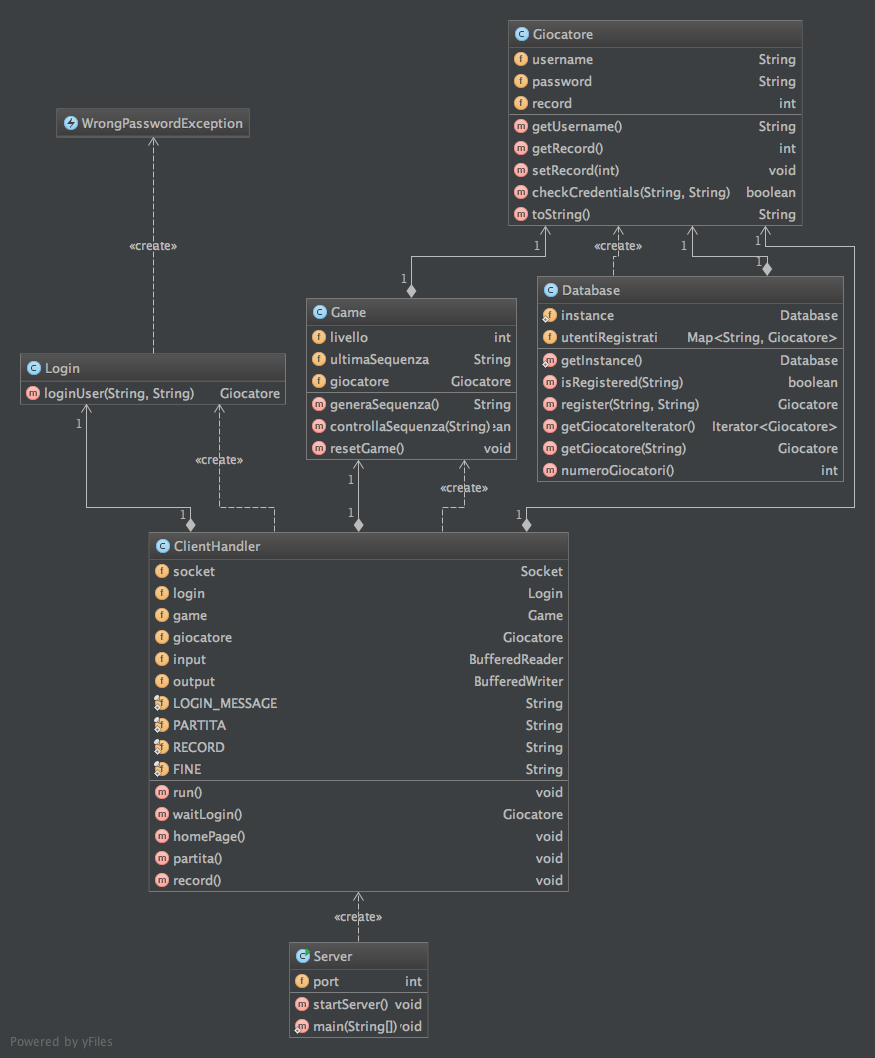 Giocatore
username String
password String
record int
getUsername() String
getRecord() int
setRecord(int) void
checkCredentials(String, String) boolean
toString() String
WrongPasswordException
«create»
1
«create»
1
1
1
1
Game
livello int
ultimaSequenza String
giocatore Giocatore
generaSequenza() String
controllaSequenza(String)
resetGame() void
Database
instance Database
utentiRegistrati Map<String, Giocatore>
getInstance() Database
isRegistered(String) boolean
register(String, String) Giocatore
getGiocatoreIterator() Iterator<Giocatore>
getGiocatore(String) Giocatore
numeroGiocatori() int
Login
loginUser(String, String) Giocatore
1
«create»
1
«create»
1
1
1
ClientHandler
socket Socket
login Login
game Game
giocatore Giocatore
input BufferedReader
output BufferedWriter
LOGIN_MESSAGE String
PARTITA String
RECORD String
FINE String
run() void
waitLogin() Giocatore
homePage() void
partita() void
record() void
«create»
Server
port int
startServer() void
main(String[])
Powered by yFiles